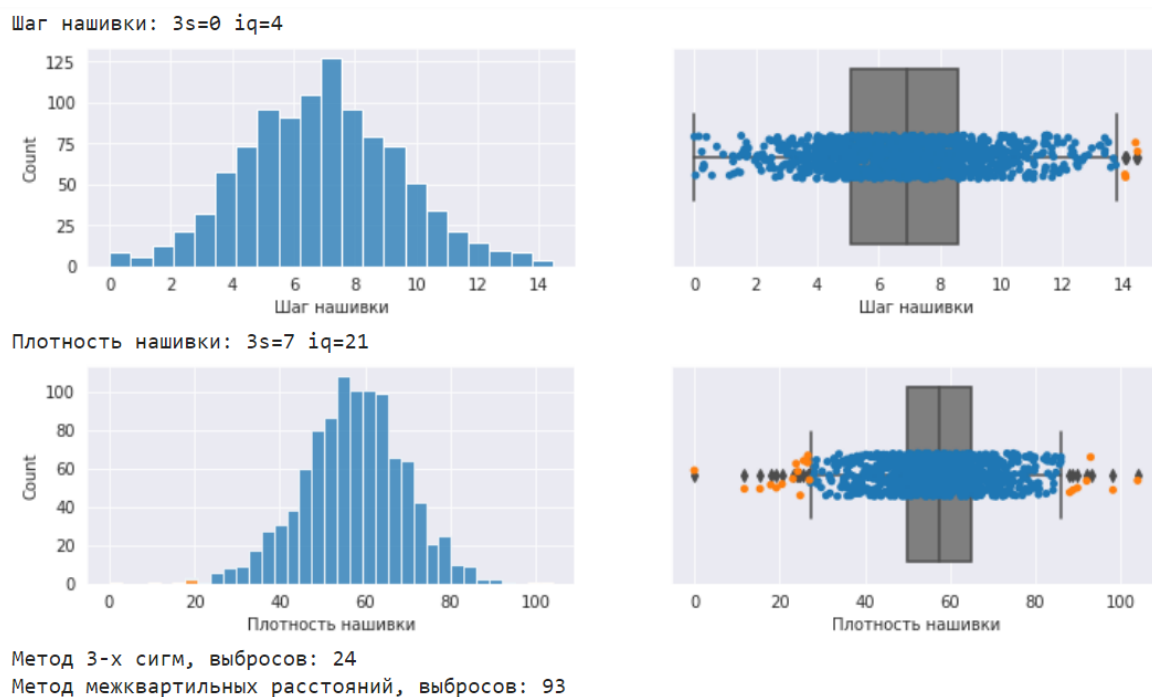 Шаг нашивки: 3s=0 iq=4
125
100
75
50
25
0
Count
0 2 4 6 8 10 12 14
Шаг нашивки
0 2 4 6 8 10 12 14
Шаг нашивки
Плотность нашивки: 3s=7 iq=21
100
80
60
40
20
0
Count
0 20 40 60 80 100
Плотность нашивки
0 20 40 60 80 100
Плотность нашивки
Метод 3-х сигм, выбросов: 24
Метод межквартильных расстояний, выбросов: 93